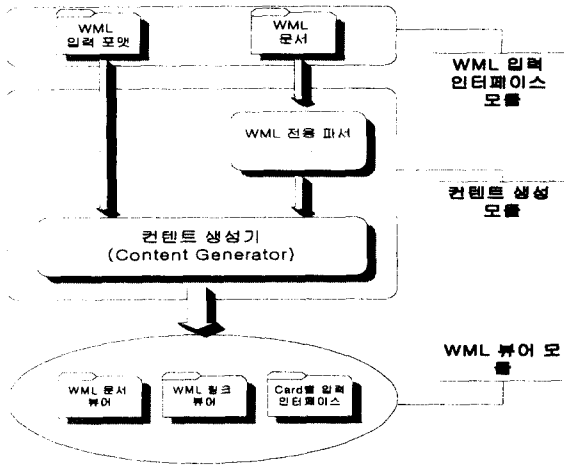 WML
입력 포맷
WML
문서
WML 입력
인터페이스
모듈
WML 전용 파서
컨텐트 생성
모듈
컨텐트 생성기
(Content Generator)
WML 뷰어 모
듈
WML 문서
뷰어
WML 링크
뷰어
Card별 입력
인터페이스